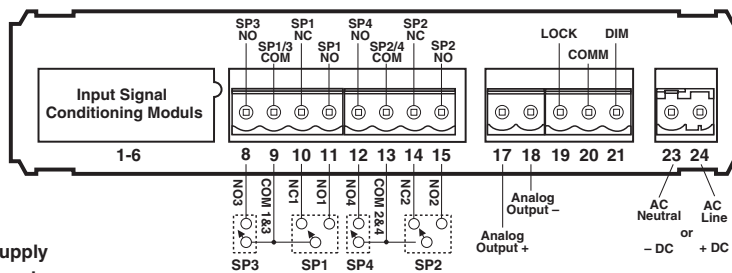 SP3 NO
SP1/3 COM
SP1 NC
SP1 NO
SP4 NO
SP2/4 COM
SP2 NC
SP2 NO
LOCK
COMM
DIM
Input Signal
Conditioning Moduls
1-6
8 9 10 11 12 13 14 15 17 18 19 20 21 23 24
NO3
COM 1&3
NC1
NO1
NO4
COM 2&4
NC2
NO2
Analog
Output –
Analog
Output +
AC
Neutral
AC
Line
or
– DC
+ DC
SP3 SP1 SP4 SP2
upply